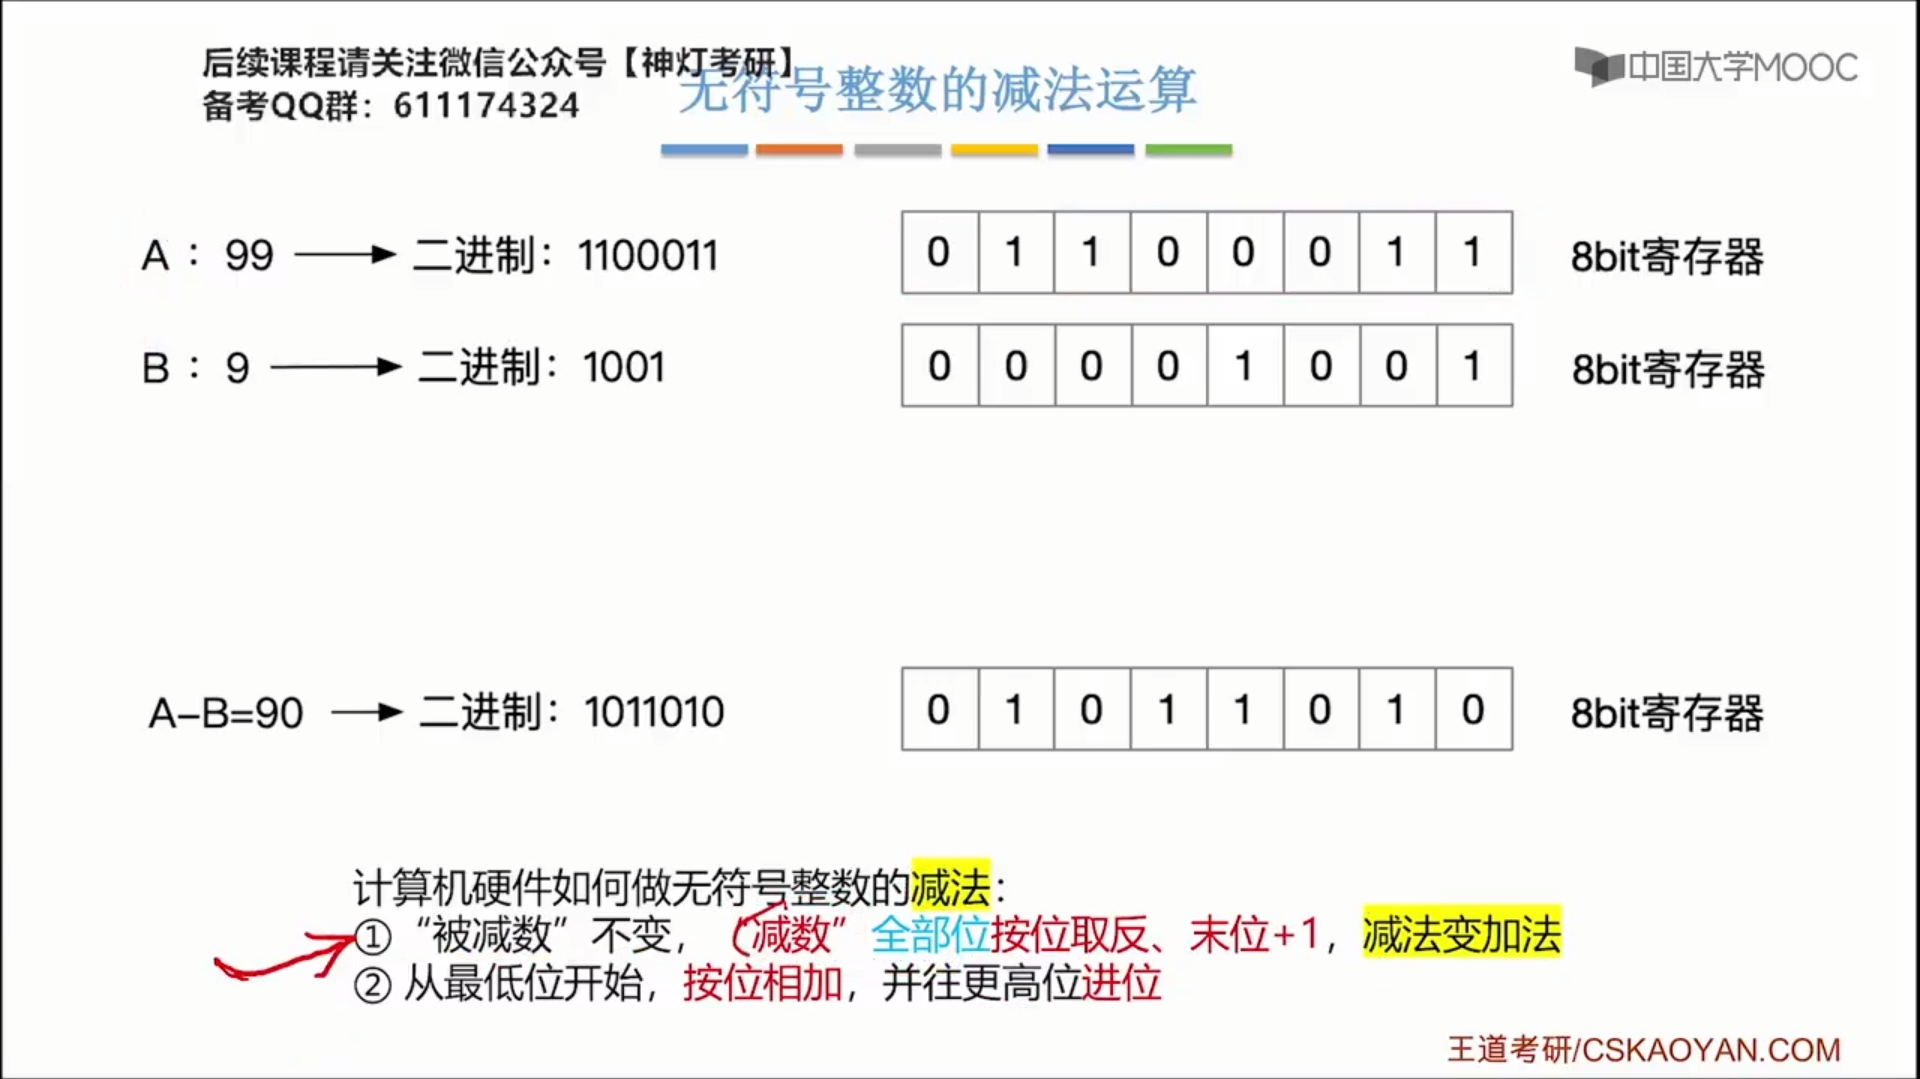 后续课程请关注微信公众号【神灯考研】
备考QQ群：611174324
无符号整数的减法运算
中国大学MOOC
A： 99 二进制：1100011 0 1 1 0 0 0 1 1 8bit寄存器
B： 9 二进制：1001 0 0 0 0 1 0 0 1 8bit寄存器
A-B=90 二进制：1011010 0 1 0 1 1 0 1 0 8bit寄存器
计算机硬件如何做无符号整数的减法：
① “被减数”不变，“减数”全部位按位取反、末位+1，减法变加法
② 从最低位开始，按位相加，并往更高位进位
王道考研/CSKAOYAN.COM